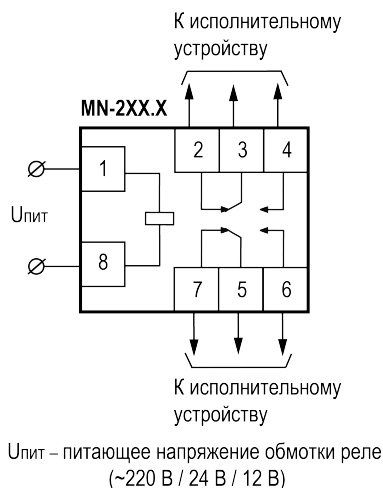 К исполнительному
устройству
MN-2XX.X
2 3 4
1
Uпит
8
7 5 6
К исполнительному
устройству
Uпит – питающее напряжение обмотки реле
(~220 В / 24 В / 12 В)